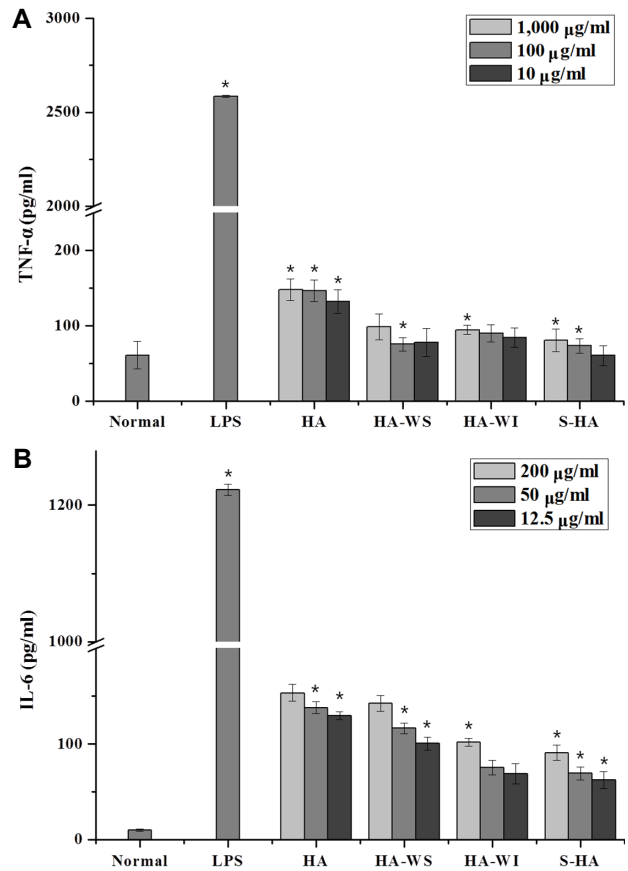 A
3000
2500
2000
200
100
0
TNF-α (pg/ml)
1,000 μg/ml
100 μg/ml
10 μg/ml
*
* * *
*
*
* *
Normal LPS HA HA-WS HA-WI S-HA
B
1200
1000
100
0
IL-6 (pg/ml)
200 μg/ml
50 μg/ml
12.5 μg/ml
*
* *
* *
*
* * *
Normal LPS HA HA-WS HA-WI S-HA